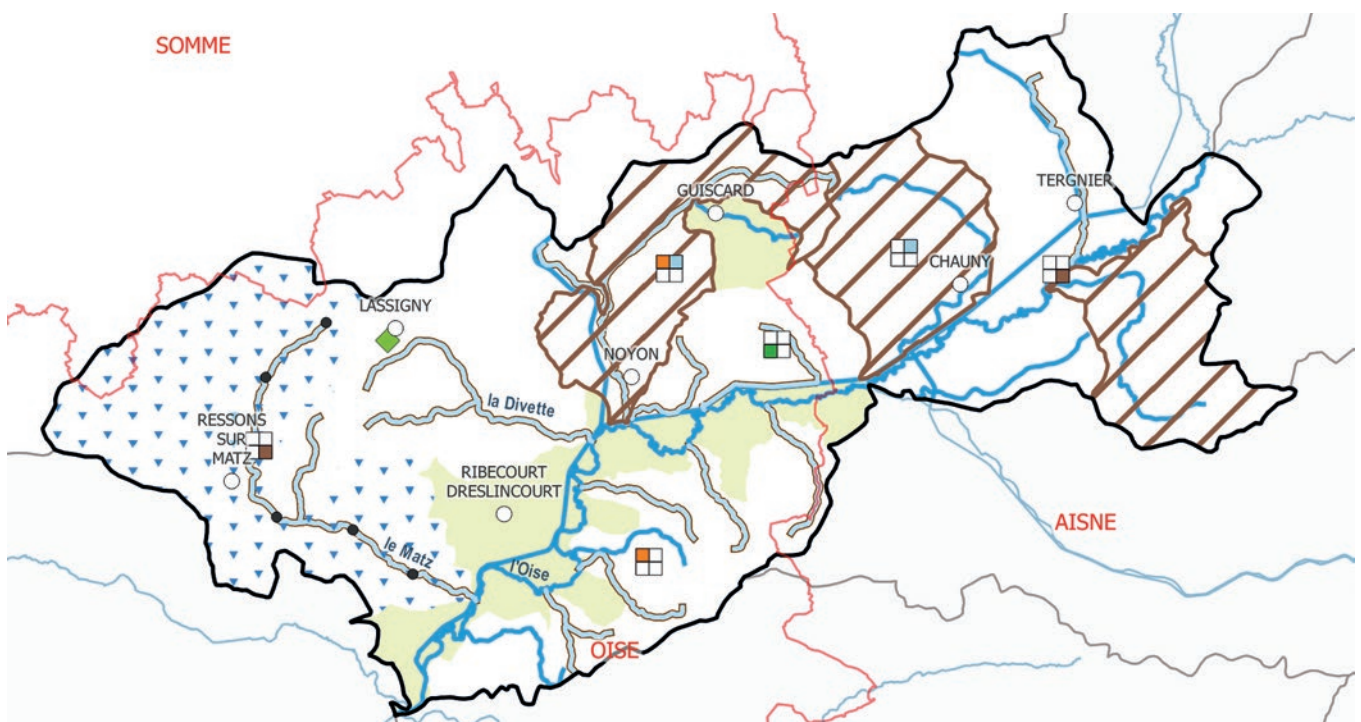 SOMME
GUISCARD
TERGNIER
CHAUNY
LASSIGNY
NOYON
la Divette
RESSONS
SUR
MATZ
RIBECOURT
DRESLINCOURT
AISNE
le Matz
l'Oise
OISE